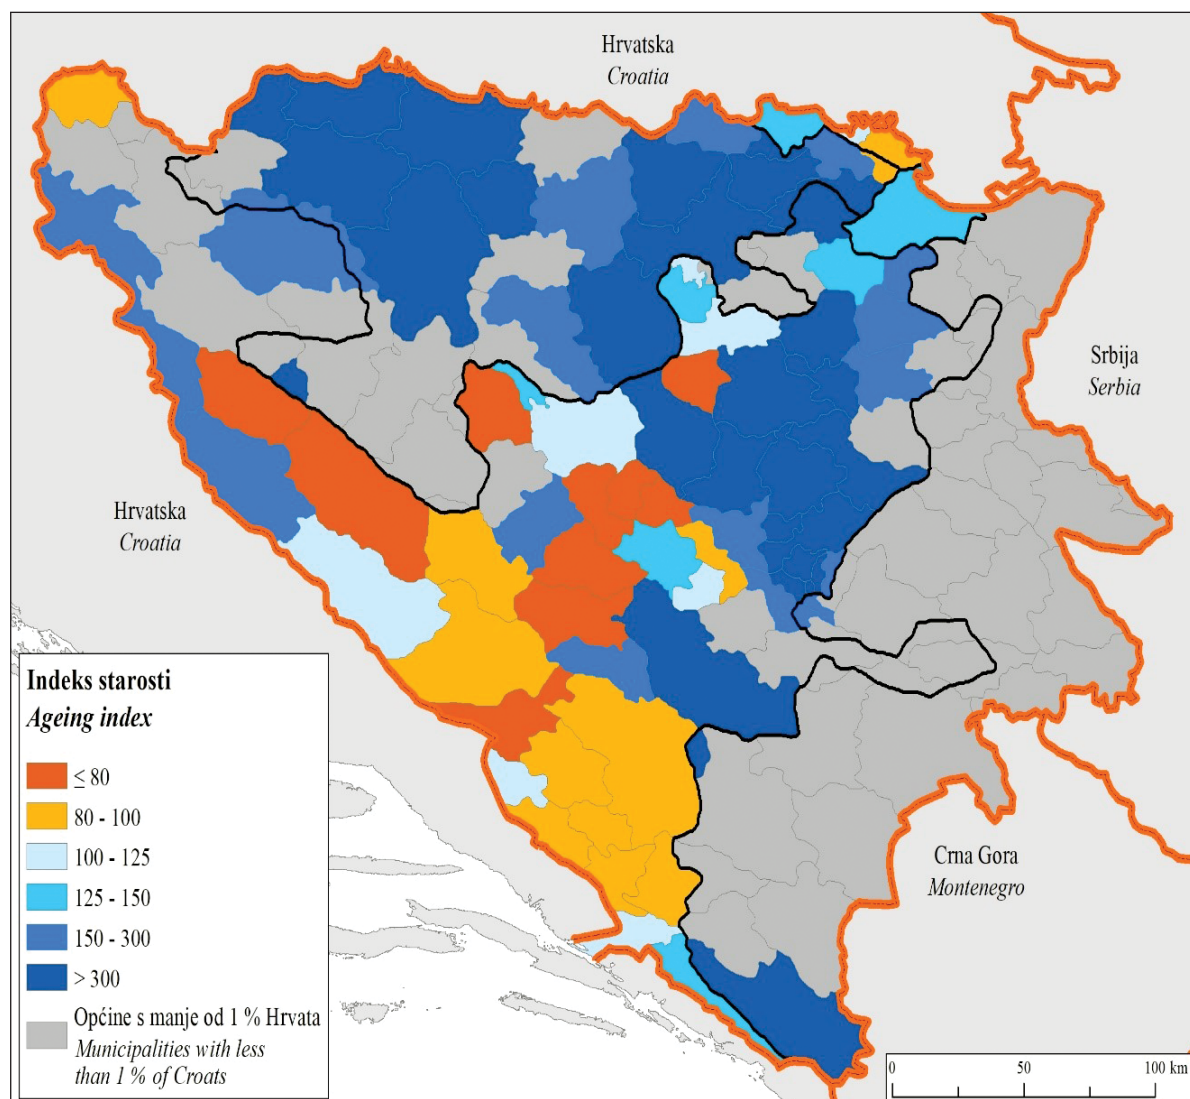 Hrvatska
Croatia
Srbija
Serbia
Hrvatska
Croatia
Crna Gora
Montenegro
Indeks starosti
Ageing index
≤ 80
80 - 100
100 - 125
125 - 150
150 - 300
> 300
Općine s manje od 1 % Hrvata
Municipalities with less
than 1 % of Croats
0 50 100 km